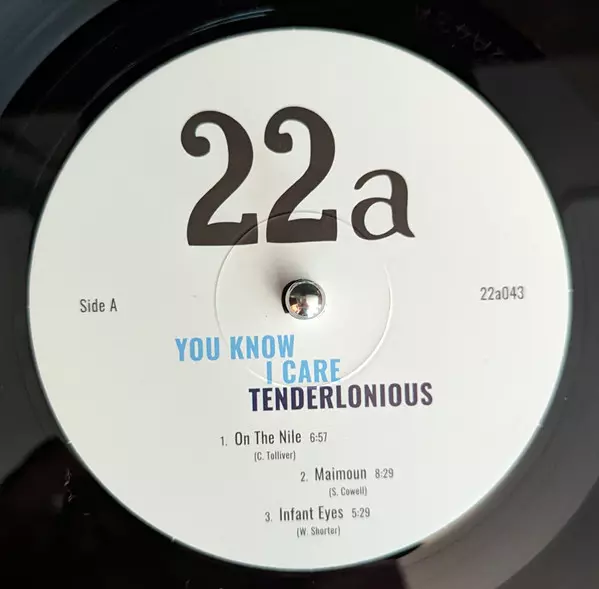 22a
Side A
22a043
YOU KNOW
I CARE
TENDERLONIOUS
1. On The Nile 6:57
(C. Tolliver)
2. Maimoun 8:29
(S. Cowell)
3. Infant Eyes 5:29
(W. Shorter)